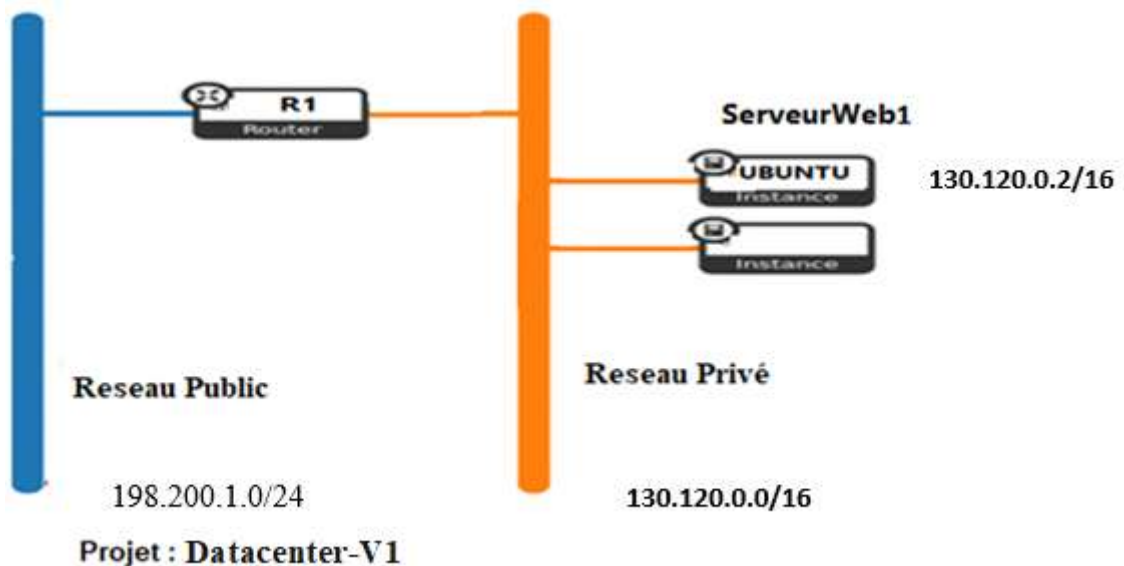 R1
Router
ServeurWeb1
UBUNTU
Instance
130.120.0.2/16
Instance
Reseau Public
Reseau Privé
198.200.1.0/24
130.120.0.0/16
Projet : Datacenter-V1